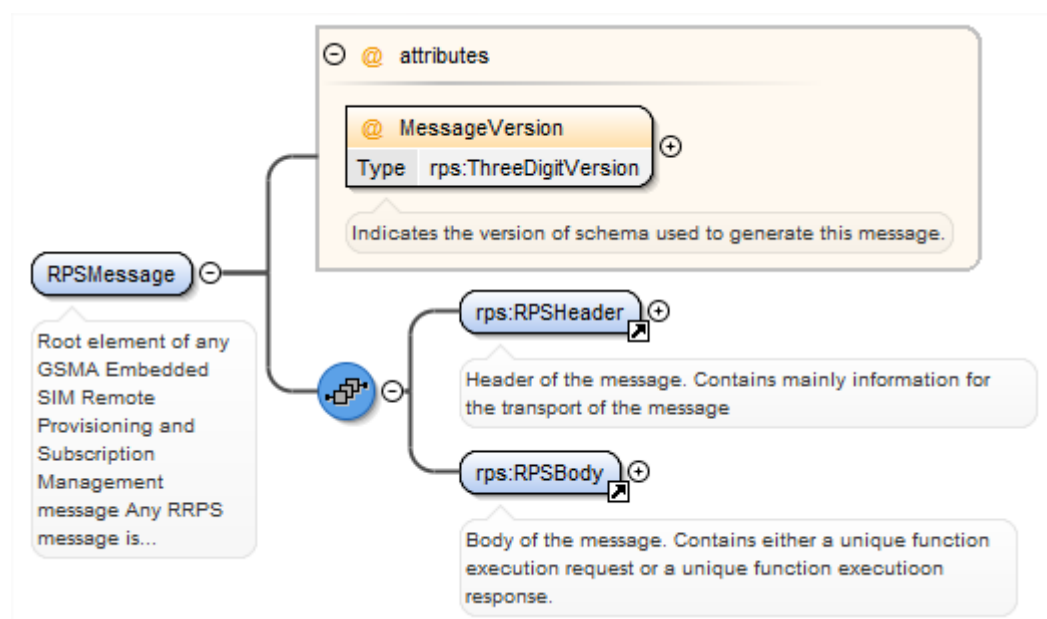 @ attributes
@ MessageVersion
Type rps:ThreeDigitVersion
Indicates the version of schema used to generate this message.
RPSMessage
Root element of any
GSMA Embedded
SIM Remote
Provisioning and
Subscription
Management
message Any RRPS
message is...
rps:RPSHeader
Header of the message. Contains mainly information for
the transport of the message
rps:RPSBody
Body of the message. Contains either a unique function
execution request or a unique function executioon
response.